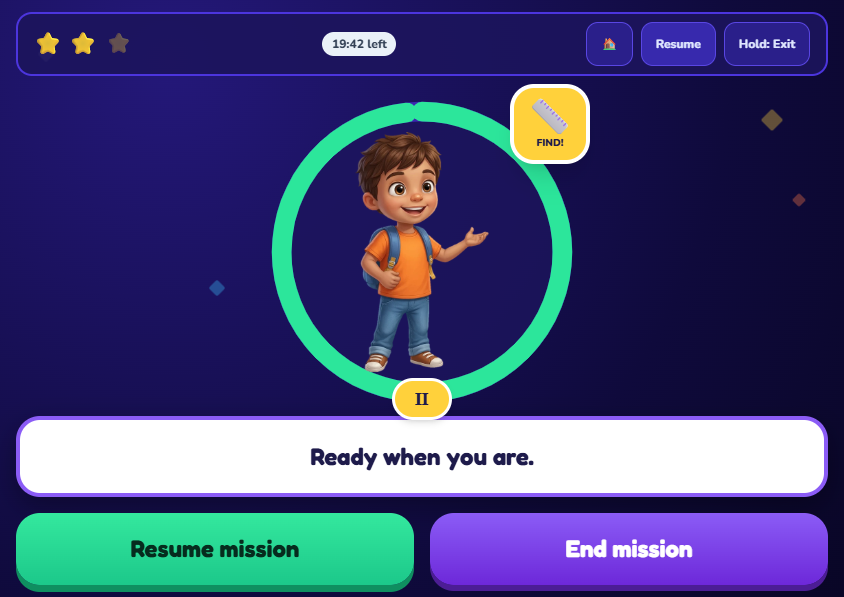 19:42 left
Resume
Hold: Exit
FIND!
II
Ready when you are.
Resume mission
End mission